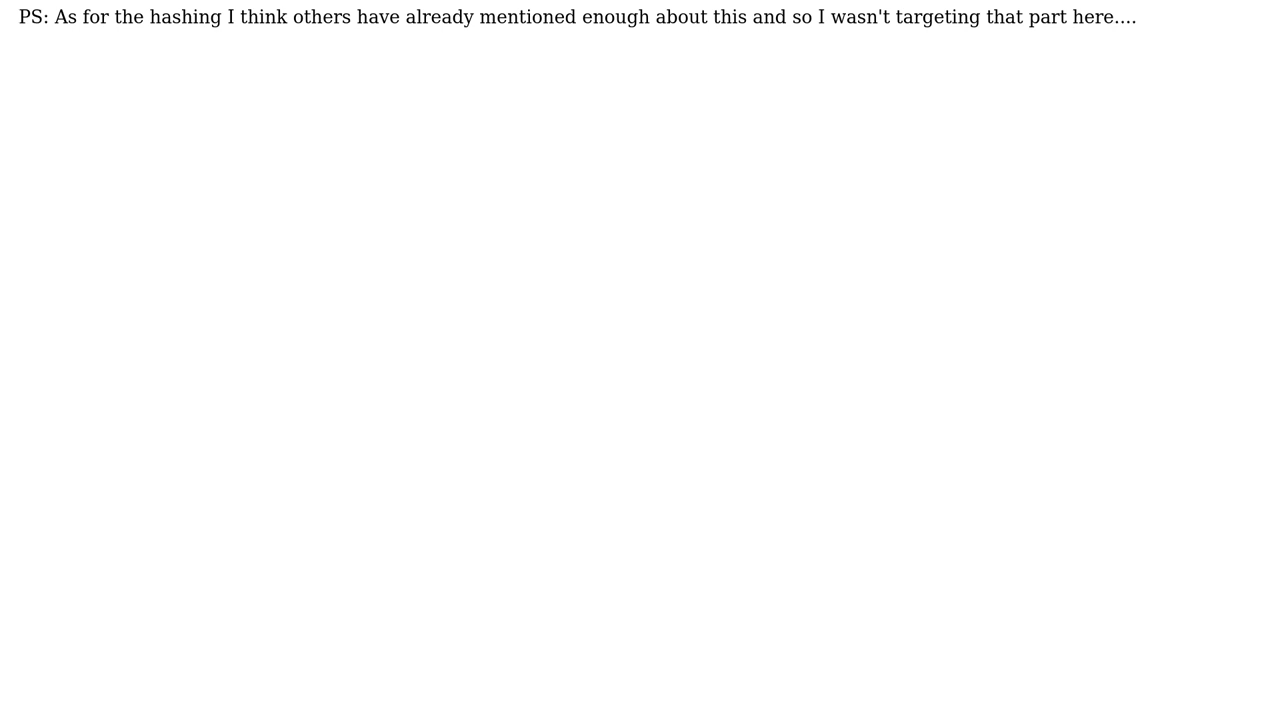 PS: As for the hashing I think others have already mentioned enough about this and so I wasn't targeting that part here....